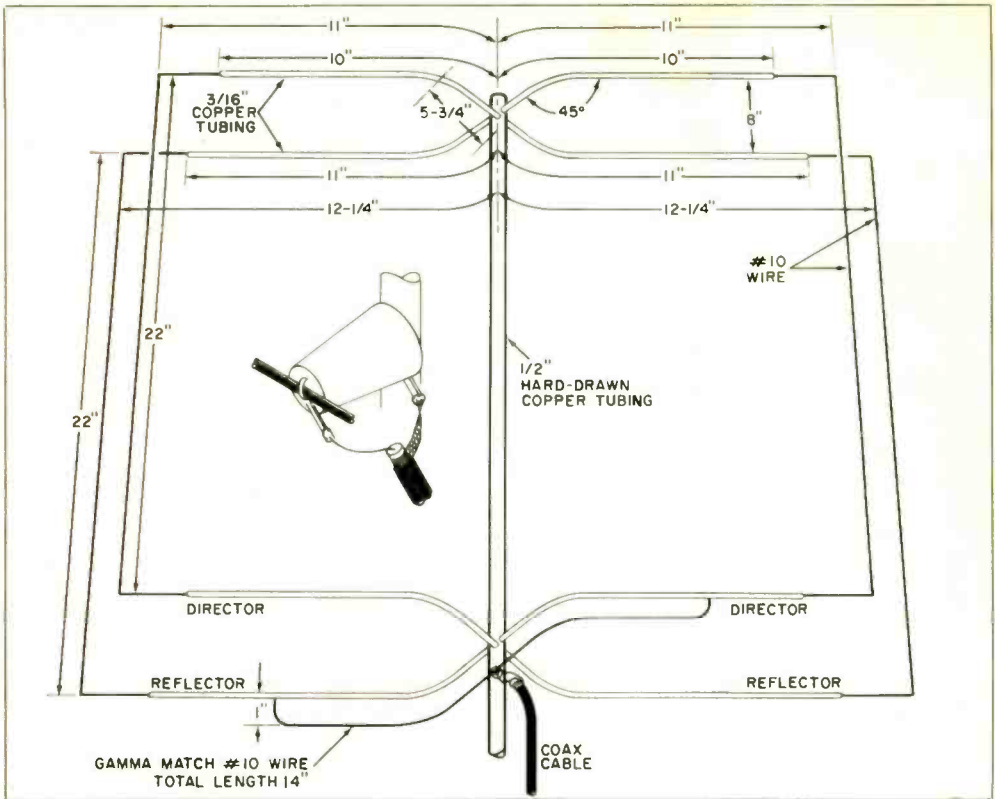 11"
11"
10"
10"
3/16"
COPPER
TUBING
5-3/4"
45°
8"
11"
11"
12-1/4"
12-1/4"
#10
WIRE
22"
22"
1/2"
HARD-DRAWN
COPPER TUBING
DIRECTOR
DIRECTOR
REFLECTOR
REFLECTOR
1"
GAMMA MATCH #10 WIRE
TOTAL LENGTH 14"
COAX
CABLE